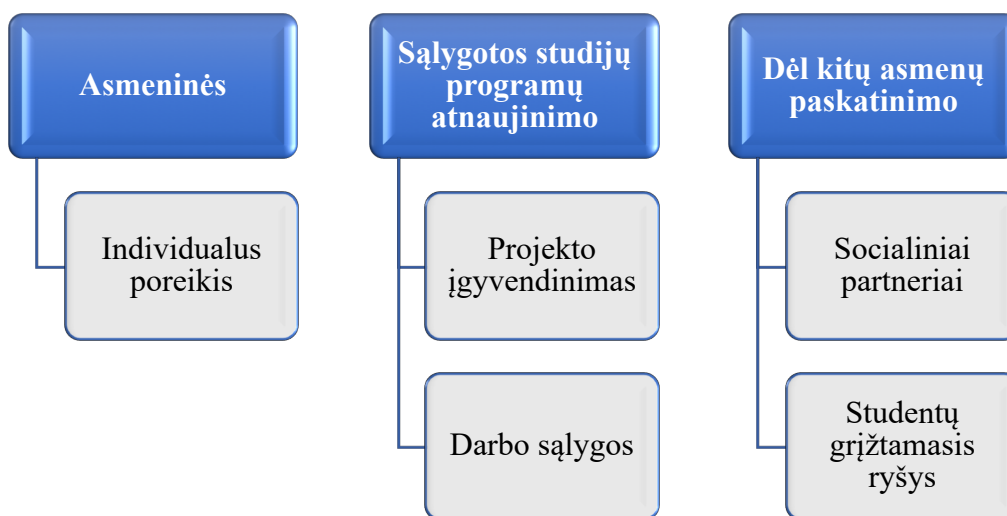 Asmeninės
Individualus
poreikis
Sąlygotos studijų
programų
atnaujinimo
Projekto
įgyvendinimas
Darbo sąlygos
Dėl kitų asmenų
paskatinimo
Socialiniai
partneriai
Studentų
grįžtamasis
ryšys